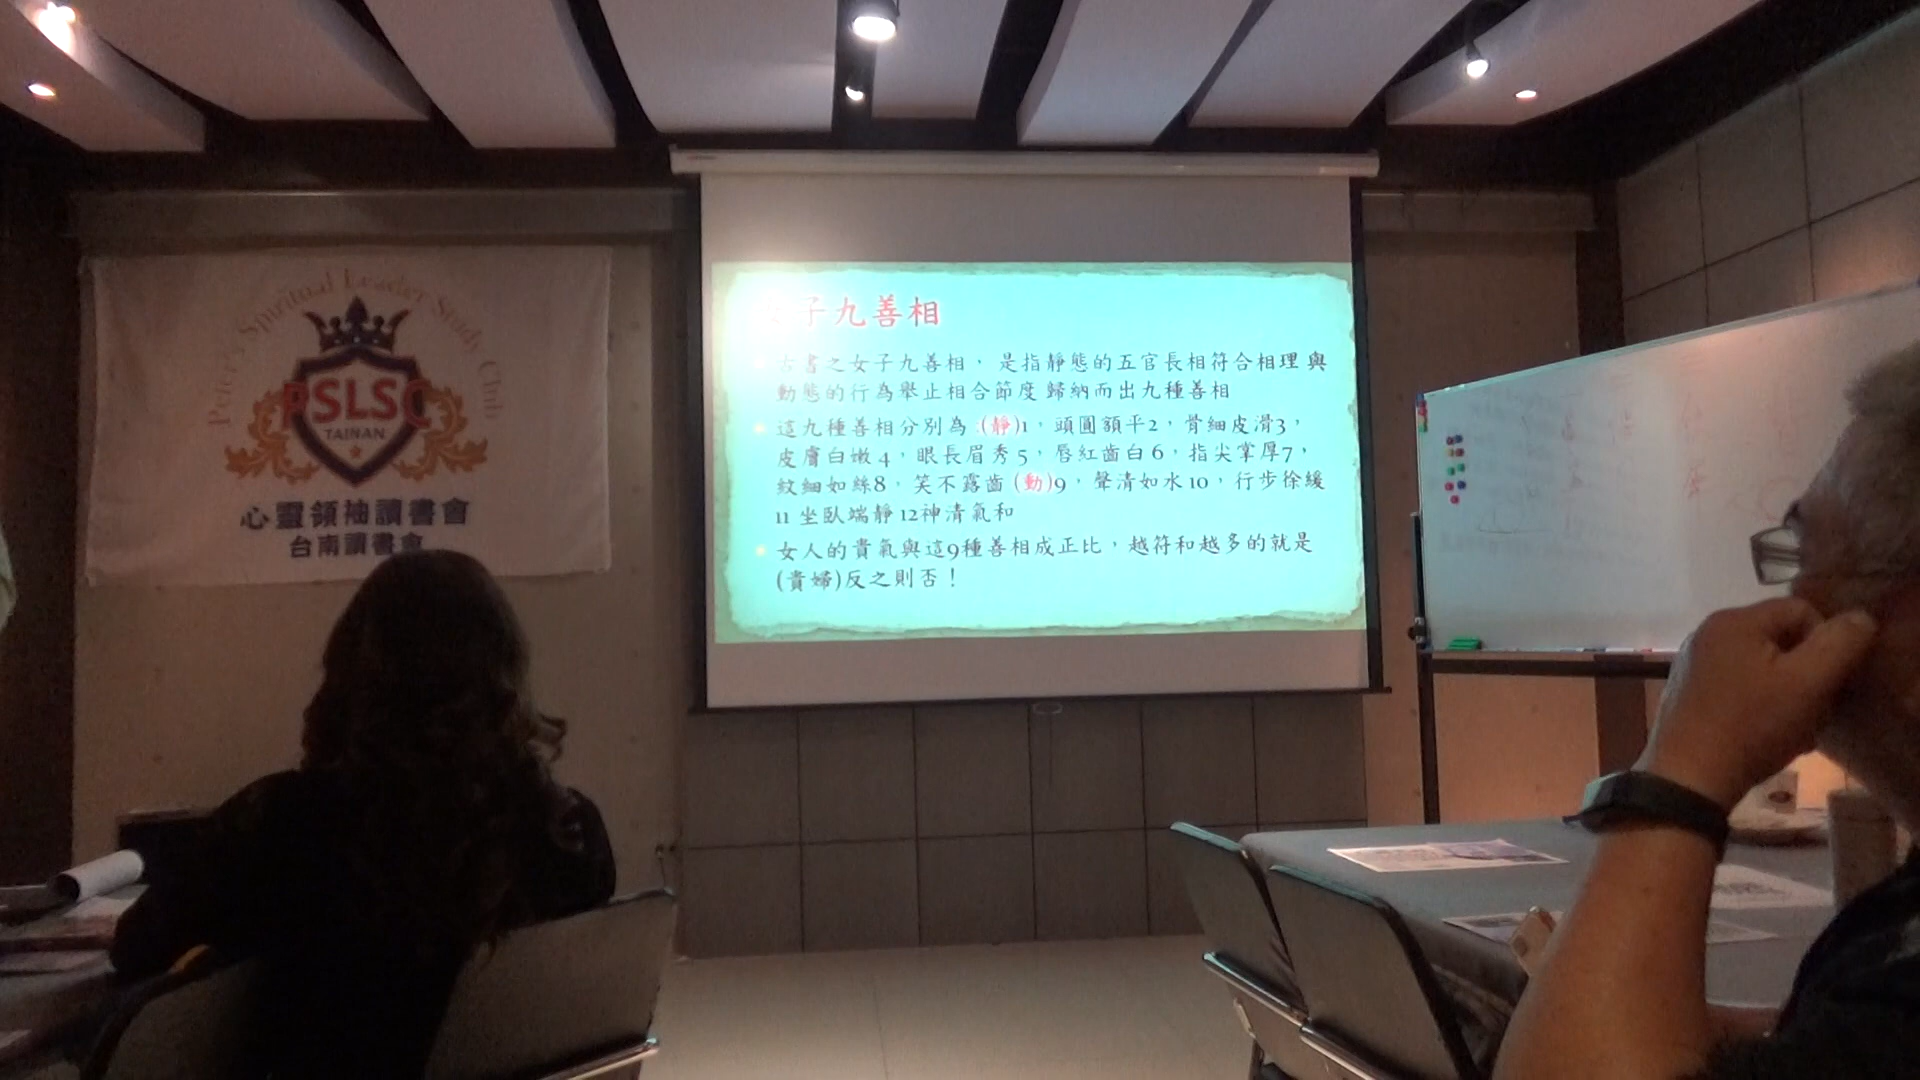 Peter's Spiritual Leader Study Club
PSLSC
TAINAN
心靈領袖讀書會
台南讀書會
子九善相
古書之女子九善相， 是指靜態的五官長相符合相理與
動態的行為舉止相合節度 歸納而出九種善相
這九種善相分別為 :(靜)1，頭圓額平2，骨細皮滑3，
皮膚白嫩 4，眼長眉秀 5，唇紅齒白 6，指尖掌厚7，
紋細如絲8，笑不露齒 (動)9，聲清如水 10，行步徐緩
11 坐臥端靜 12神清氣和
女人的貴氣與這9種善相成正比，越符和越多的就是
(貴婦)反之則否！